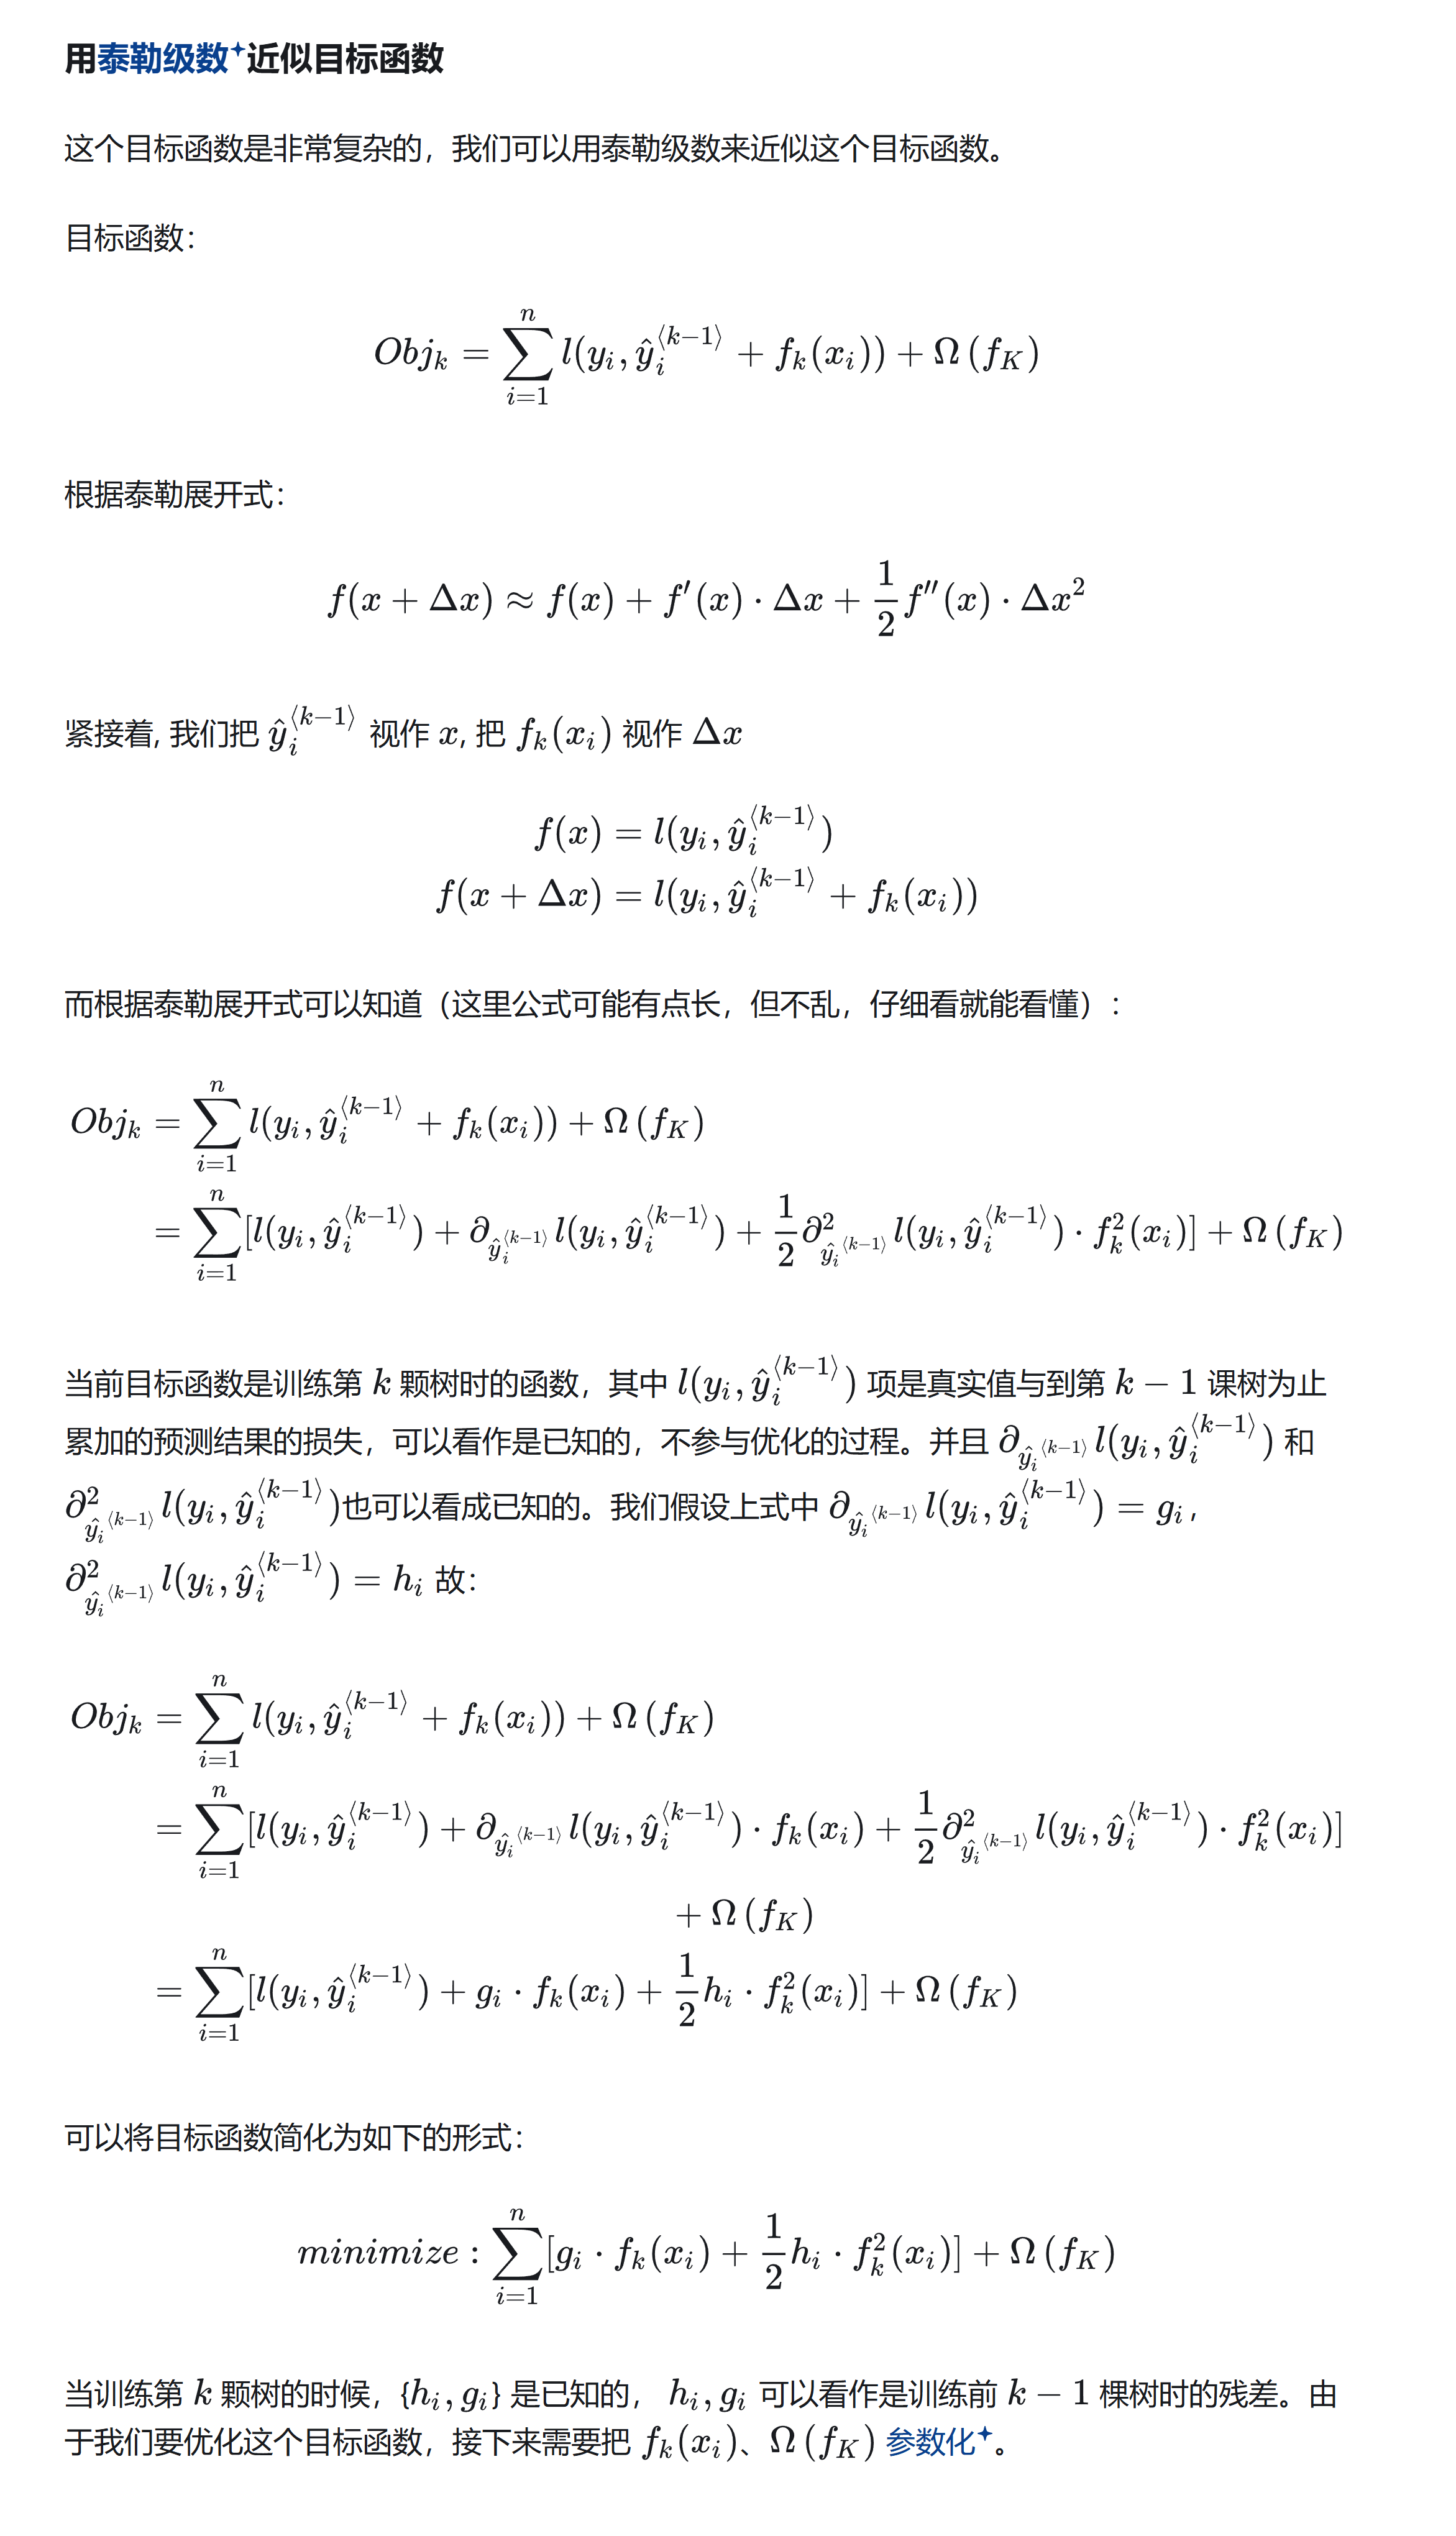 用泰勒级数近似目标函数
这个目标函数是非常复杂的，我们可以用泰勒级数来近似这个目标函数。
目标函数：
$Obj_k = \sum_{i=1}^{n} l(y_i, \hat{y}_i^{\langle k-1 \rangle} + f_k(x_i)) + \Omega(f_K)$
根据泰勒展开式：
$f(x + \Delta x) \approx f(x) + f'(x) \cdot \Delta x + \frac{1}{2} f''(x) \cdot \Delta x^2$
紧接着, 我们把 $\hat{y}_i^{\langle k-1 \rangle}$ 视作 $x$, 把 $f_k(x_i)$ 视作 $\Delta x$
$f(x) = l(y_i, \hat{y}_i^{\langle k-1 \rangle})$
$f(x + \Delta x) = l(y_i, \hat{y}_i^{\langle k-1 \rangle} + f_k(x_i))$
而根据泰勒展开式可以知道（这里公式可能有点长，但不乱，仔细看就能看懂）：
$Obj_k = \sum_{i=1}^{n} l(y_i, \hat{y}_i^{\langle k-1 \rangle} + f_k(x_i)) + \Omega(f_K)$
$= \sum_{i=1}^{n} [l(y_i, \hat{y}_i^{\langle k-1 \rangle}) + \partial_{\hat{y}_i^{\langle k-1 \rangle}} l(y_i, \hat{y}_i^{\langle k-1 \rangle}) + \frac{1}{2} \partial^2_{\hat{y_i}^{\langle k-1 \rangle}} l(y_i, \hat{y}_i^{\langle k-1 \rangle}) \cdot f_k^2(x_i)] + \Omega(f_K)$
当前目标函数是训练第 $k$ 颗树时的函数，其中 $l(y_i, \hat{y}_i^{\langle k-1 \rangle})$ 项是真实值与到第 $k-1$ 课树为止
累加的预测结果的损失，可以看作是已知的，不参与优化的过程。并且 $\partial_{\hat{y_i}^{\langle k-1 \rangle}} l(y_i, \hat{y}_i^{\langle k-1 \rangle})$ 和
$\partial^2_{\hat{y_i}^{\langle k-1 \rangle}} l(y_i, \hat{y}_i^{\langle k-1 \rangle})$也可以看成已知的。我们假设上式中 $\partial_{\hat{y_i}^{\langle k-1 \rangle}} l(y_i, \hat{y}_i^{\langle k-1 \rangle}) = g_i$ ,
$\partial^2_{\hat{y_i}^{\langle k-1 \rangle}} l(y_i, \hat{y}_i^{\langle k-1 \rangle}) = h_i$ 故：
$Obj_k = \sum_{i=1}^{n} l(y_i, \hat{y}_i^{\langle k-1 \rangle} + f_k(x_i)) + \Omega(f_K)$
$= \sum_{i=1}^{n} [l(y_i, \hat{y}_i^{\langle k-1 \rangle}) + \partial_{\hat{y_i}^{\langle k-1 \rangle}} l(y_i, \hat{y}_i^{\langle k-1 \rangle}) \cdot f_k(x_i) + \frac{1}{2} \partial^2_{\hat{y_i}^{\langle k-1 \rangle}} l(y_i, \hat{y}_i^{\langle k-1 \rangle}) \cdot f_k^2(x_i)]$
$+ \Omega(f_K)$
$= \sum_{i=1}^{n} [l(y_i, \hat{y}_i^{\langle k-1 \rangle}) + g_i \cdot f_k(x_i) + \frac{1}{2} h_i \cdot f_k^2(x_i)] + \Omega(f_K)$
可以将目标函数简化为如下的形式：
$minimize: \sum_{i=1}^{n} [g_i \cdot f_k(x_i) + \frac{1}{2} h_i \cdot f_k^2(x_i)] + \Omega(f_K)$
当训练第 $k$ 颗树的时候，{$h_i, g_i$} 是已知的， $h_i, g_i$ 可以看作是训练前 $k-1$ 棵树时的残差。由
于我们要优化这个目标函数，接下来需要把 $f_k(x_i)$、$\Omega(f_K)$ 参数化。